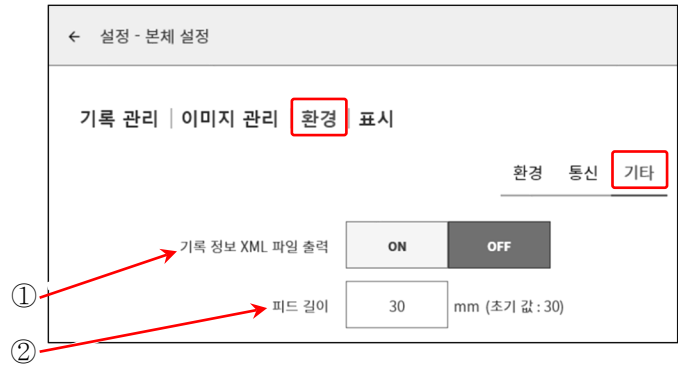 ← 설정 - 본체 설정
기록 관리 | 이미지 관리 | 환경 | 표시
환경 통신 기타
기록 정보 XML 파일 출력 ON OFF
① 
피드 길이 30 mm (초기 값 : 30)
②